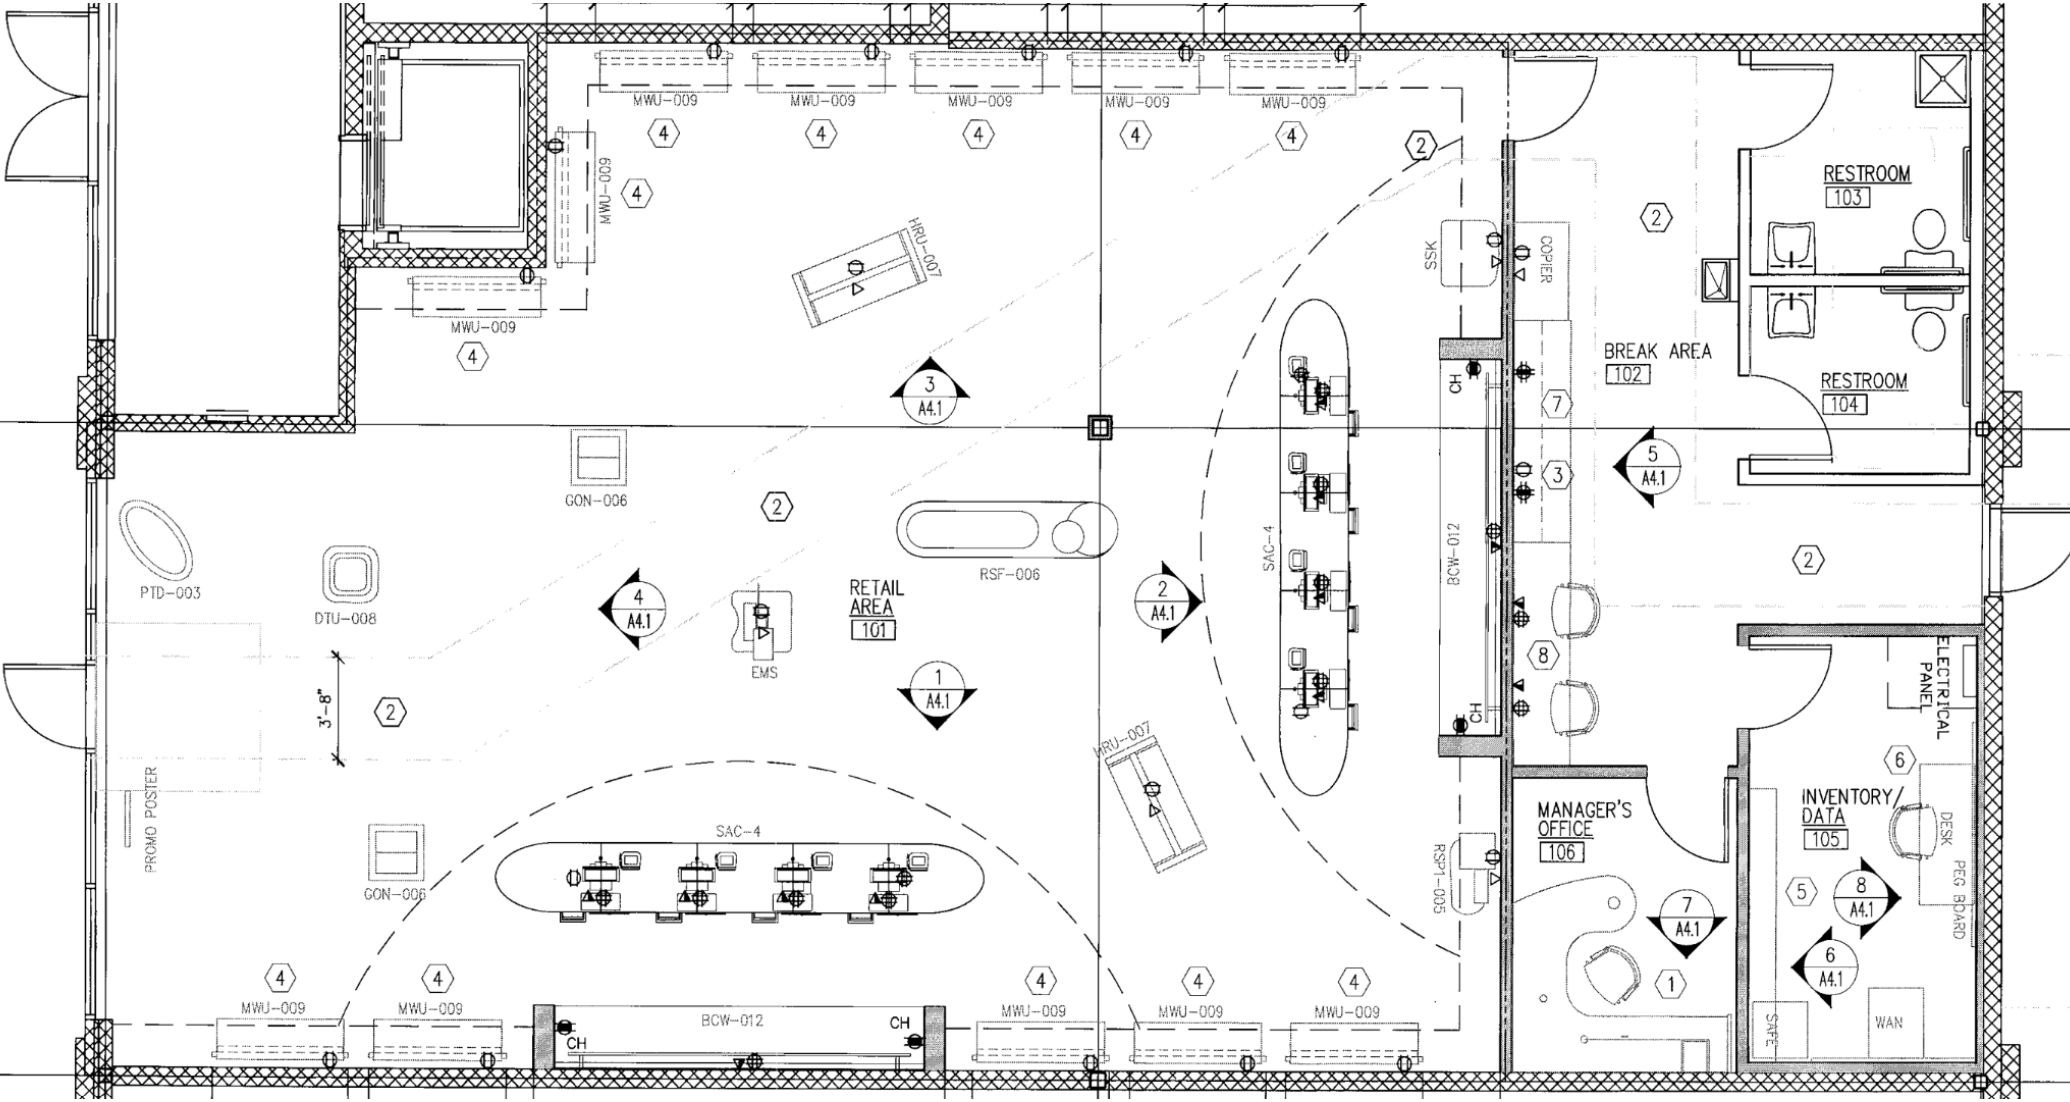 MWU-009
MWU-009
MWU-009
MWU-009
MWU-009
4
4
4
4
4
2
MWU-009
4
RESTROOM
103
2
HRU-007
SSK
COPIER
MWU-009
4
BREAK AREA
102
3
A4.1
CH
RESTROOM
104
7
5
A4.1
3
GON-006
2
SAC-4
BCW-012
RSF-006
2
PTD-003
DTU-008
4
A4.1
RETAIL
AREA
101
2
A4.1
EMS
8
ELECTRICAL
PANEL
1
A4.1
3'-8"
2
CH
HRU-007
6
PROMO POSTER
MANAGER'S
OFFICE
106
INVENTORY/
DATA
105
DESK
SAC-4
RSP1-005
GON-006
PEG BOARD
5
8
A4.1
7
A4.1
6
A4.1
1
4
4
4
4
4
MWU-009
MWU-009
MWU-009
MWU-009
MWU-009
BCW-012
CH
CH
SAFE
WAN